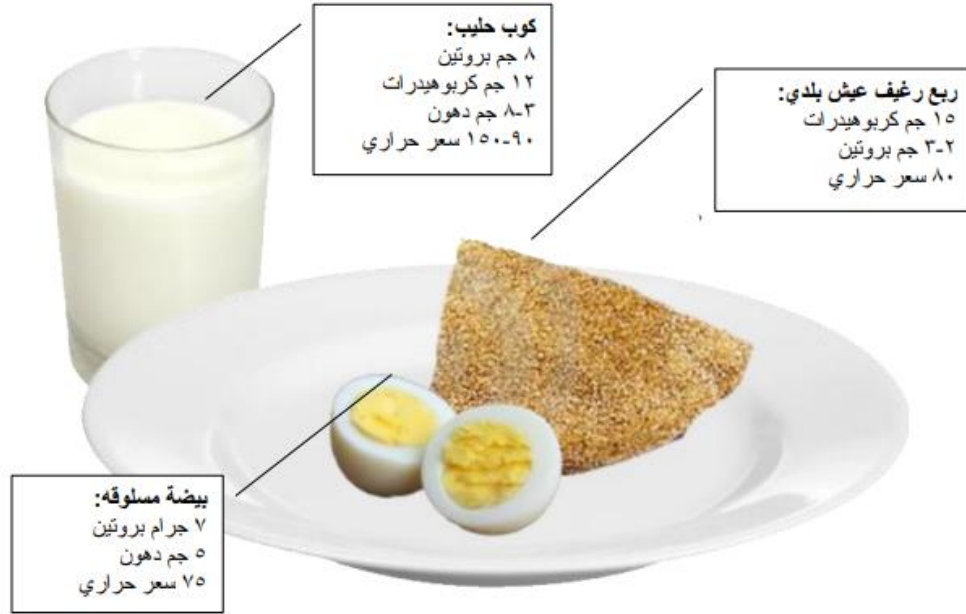 كوب حليب:
٨ جم بروتين
١٢ جم كربوهيدرات
٣-٨ جم دهون
٩٠-١٥٠ سعر حراري
ربع رغيف عيش بلدي:
١٥ جم كربوهيدرات
٢-٣ جم بروتين
٨٠ سعر حراري
بيضة مسلوقه:
٧ جرام بروتين
٥ جم دهون
٧٥ سعر حراري